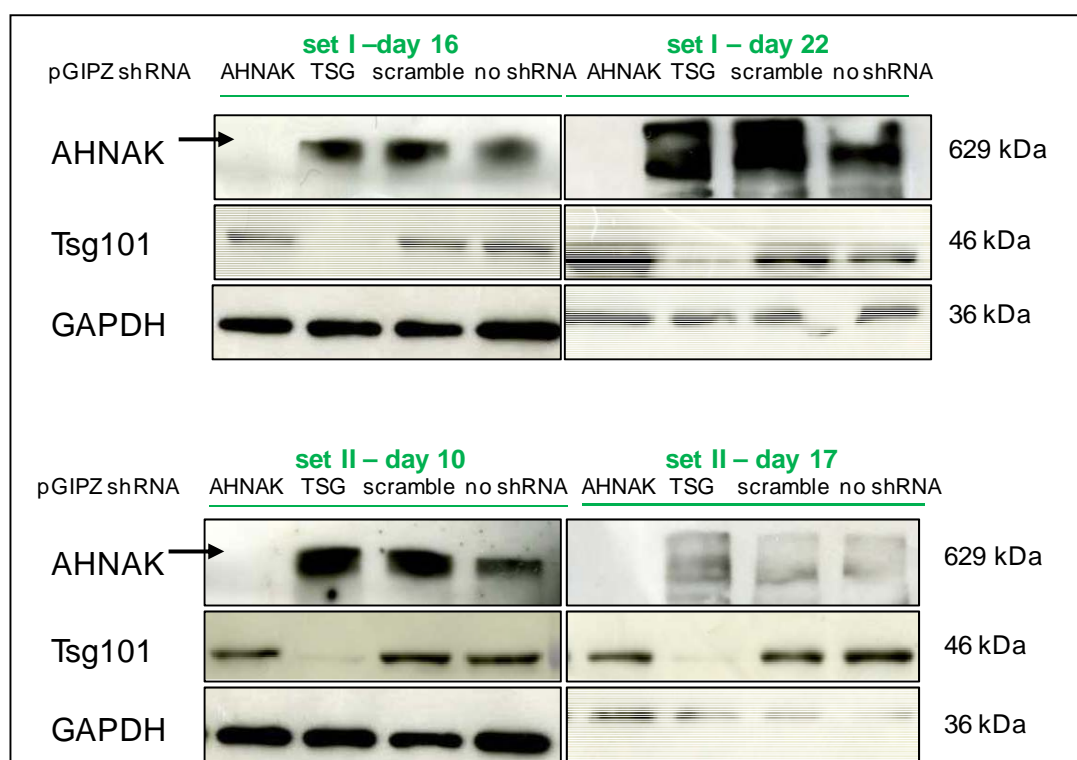 set I –day 16 set I – day 22
pGIPZ shRNA AHNAK TSG scramble no shRNA AHNAK TSG scramble no shRNA
AHNAK 629 kDa
Tsg101 46 kDa
GAPDH 36 kDa
set II – day 10 set II – day 17
pGIPZ shRNA AHNAK TSG scramble no shRNA AHNAK TSG scramble no shRNA
AHNAK 629 kDa
Tsg101 46 kDa
GAPDH 36 kDa